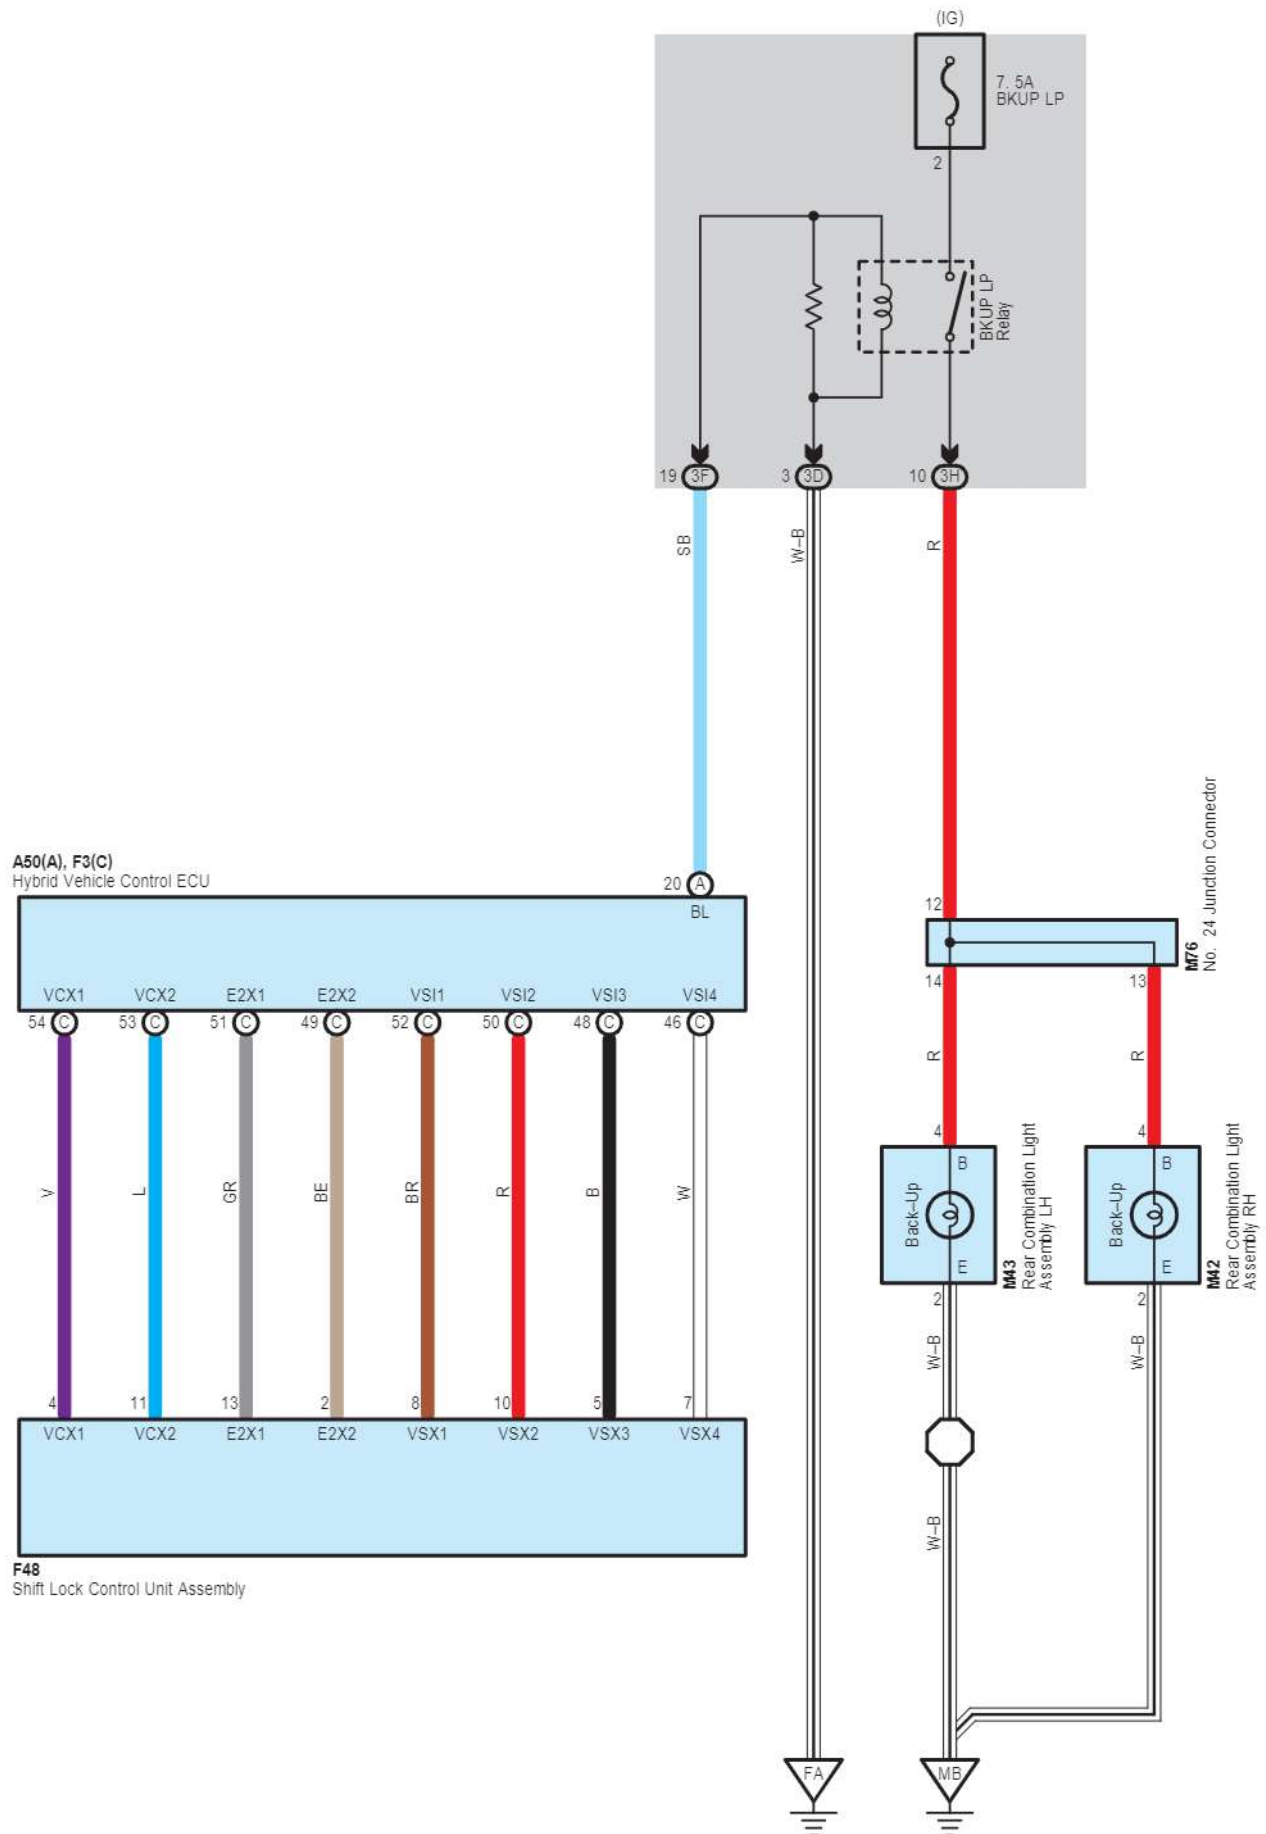 (IG)
7. 5A
BKUP LP
2
BKUP LP
Relay
19 3F
3 3D
10 3H
SB
W–B
R
A50(A), F3(C)
Hybrid Vehicle Control ECU
20 A
BL
12
M76
No. 24 Junction Connector
14
13
VCX1 VCX2 E2X1 E2X2 VSI1 VSI2 VSI3 VSI4
54 C 53 C 51 C 49 C 52 C 50 C 48 C 46 C
R
R
4
4
V
L
GR
BE
BR
R
B
W
B
Back–Up
E
M43
Rear Combination Light
Assembly LH
B
Back–Up
E
M42
Rear Combination Light
Assembly RH
2
2
W–B
W–B
4 11 13 2 8 10 5 7
VCX1 VCX2 E2X1 E2X2 VSX1 VSX2 VSX3 VSX4
W–B
F48
Shift Lock Control Unit Assembly
FA
MB